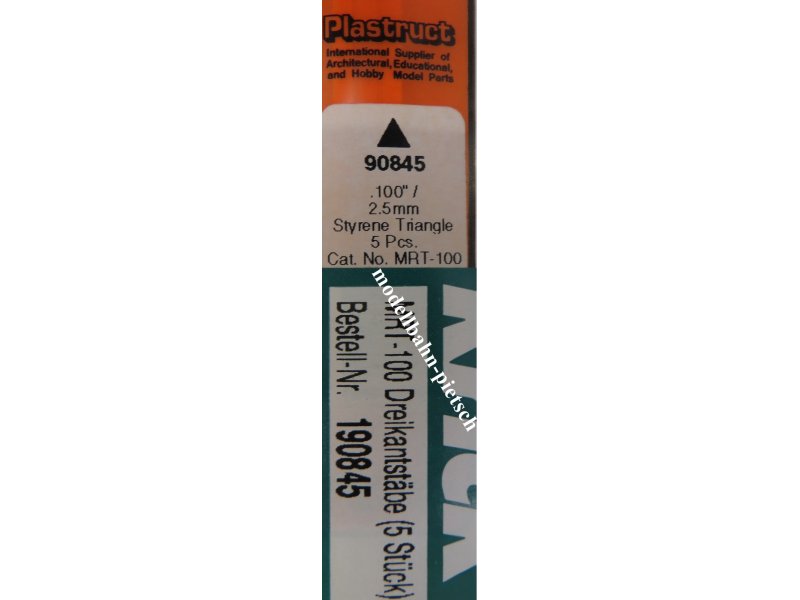 Plastruct
International Supplier of
Architectural, Educational,
and Hobby Model Parts
90845
.100" /
2.5mm
Styrene Triangle
5 Pcs.
Cat. No. MRT-100
MRT-100 Dreikantstäbe (5 Stück)
Bestell-Nr. 190845
modellbahn-pietsch